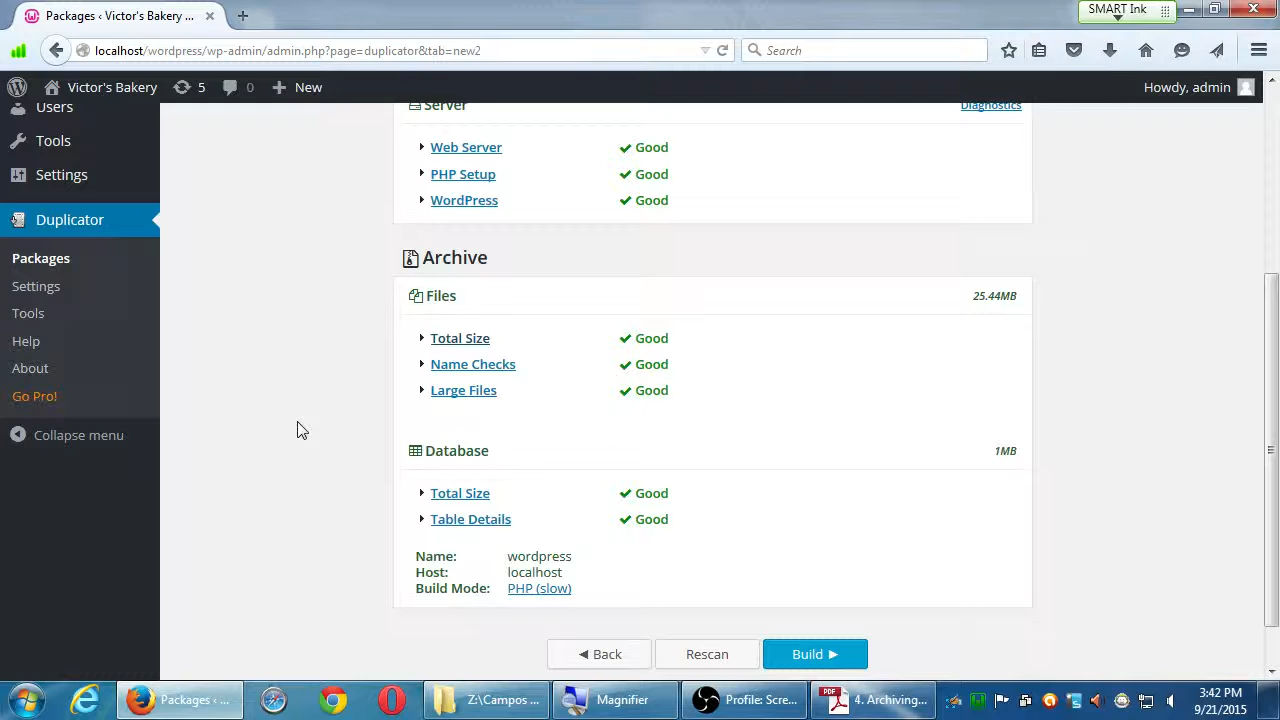 Packages ‹ Victor's Bakery ...
SMART Ink
localhost/wordpress/wp-admin/admin.php?page=duplicator&tab=new2
Search
Victor's Bakery
5
0
New
Howdy, admin
Users
Tools
Settings
Duplicator
Packages
Settings
Tools
Help
About
Go Pro!
Collapse menu
Server
Diagnostics
Web Server Good
PHP Setup Good
WordPress Good
Archive
Files 25.44MB
Total Size Good
Name Checks Good
Large Files Good
Database 1MB
Total Size Good
Table Details Good
Name: wordpress
Host: localhost
Build Mode: PHP (slow)
Back
Rescan
Build
Packages ‹ ...
Z:\Campos ...
Magnifier
Profile: Scre...
PDF
4. Archiving...
3:42 PM
9/21/2015